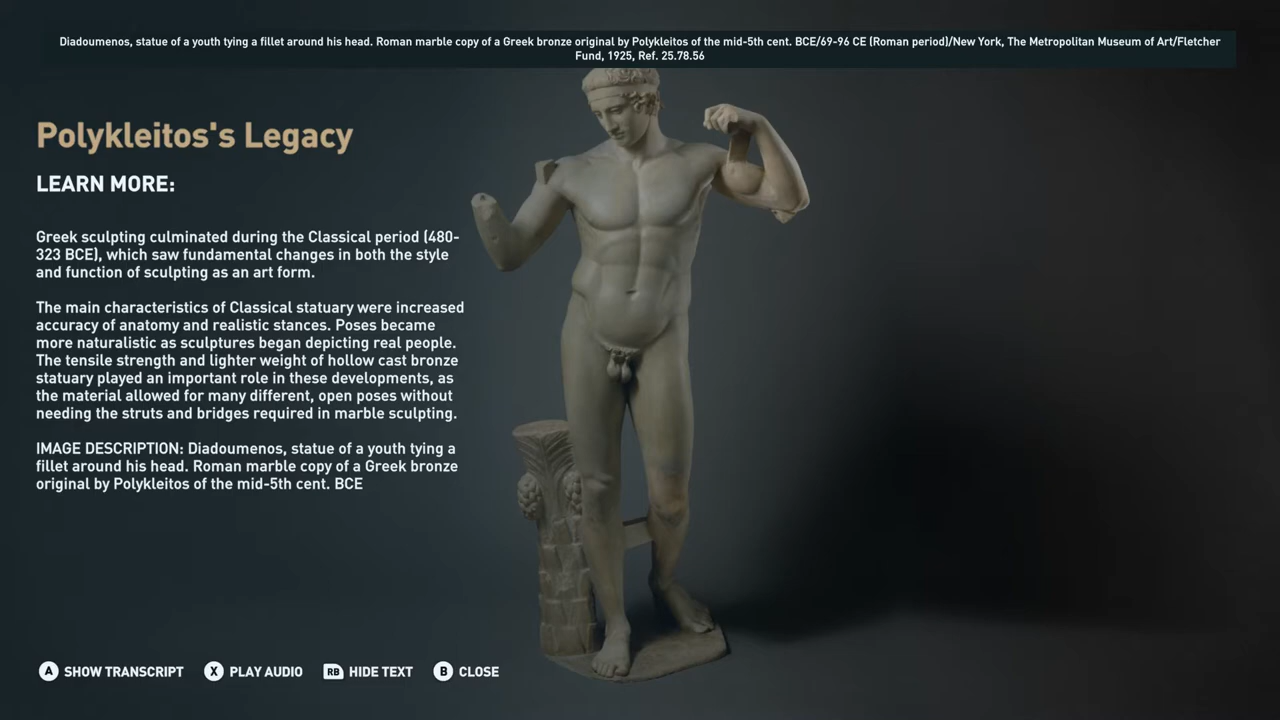 Diadoumenos, statue of a youth tying a fillet around his head. Roman marble copy of a Greek bronze original by Polykleitos of the mid-5th cent. BCE/69-96 CE (Roman period)/New York, The Metropolitan Museum of Art/Fletcher
Fund, 1925, Ref. 25.78.56
Polykleitos's Legacy
LEARN MORE:
Greek sculpting culminated during the Classical period (480-
323 BCE), which saw fundamental changes in both the style
and function of sculpting as an art form.
The main characteristics of Classical statuary were increased
accuracy of anatomy and realistic stances. Poses became
more naturalistic as sculptures began depicting real people.
The tensile strength and lighter weight of hollow cast bronze
statuary played an important role in these developments, as
the material allowed for many different, open poses without
needing the struts and bridges required in marble sculpting.
IMAGE DESCRIPTION: Diadoumenos, statue of a youth tying a
fillet around his head. Roman marble copy of a Greek bronze
original by Polykleitos of the mid-5th cent. BCE
A SHOW TRANSCRIPT X PLAY AUDIO RB HIDE TEXT B CLOSE